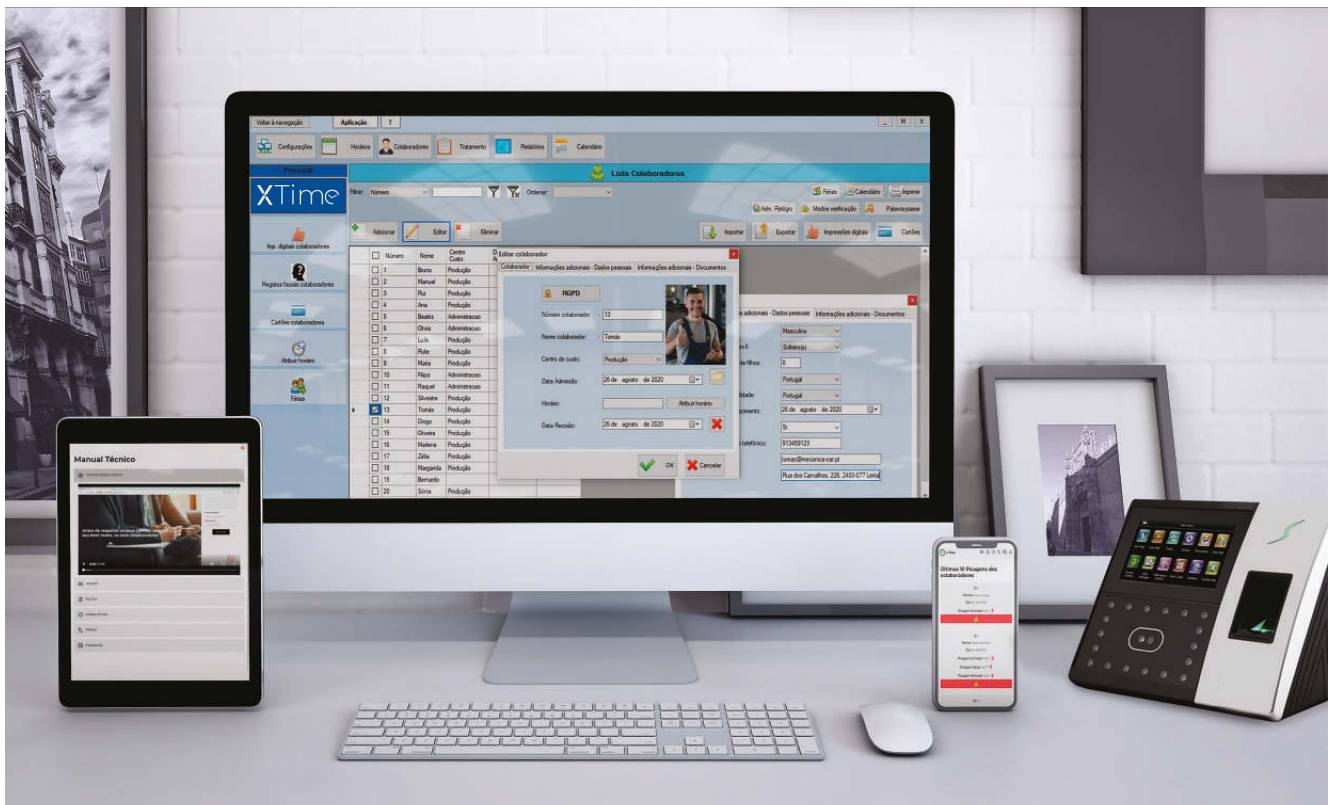 Voltar à navegação Aplicação ?
Configurações Horários Colaboradores Tratamento Relatórios Calendário
Pessoal
Lista Colaboradores
XTime
Filtrar: Número Ordenar:
Férias Calendário Imprimir
Adm. Relógio Modos verificação Palavra-passe
Adicionar Editar Eliminar
Importar Exportar Impressões digitais Cartões
Imp. digitais colaboradores
Registos faciais colaboradores
Cartões colaboradores
Atribuir horário
Férias
Número Nome Centro Custo
1 Bruno Produção
2 Manuel Produção
3 Rui Produção
4 Ana Produção
5 Beatriz Administracao
6 Olivia Administracao
7 Luís Produção
8 Rute Produção
9 Maria Produção
10 Filipa Administracao
11 Raquel Administracao
12 Silvestre Produção
13 Tomás Produção
14 Diogo Produção
15 Oliveira Produção
16 Marlene Produção
17 Zélia Produção
18 Margarida Produção
19 Bernardo
20 Sónia Produção
Editar colaborador
Colaborador Informações adicionais - Dados pessoais Informações adicionais - Documentos
RGPD
Número colaborador: 13
Nome colaborador: Tomás
Centro de custo: Produção
Data Admissão: 26 de agosto de 2020
Horário: Atribuir horário
Data Recisão: 26 de agosto de 2020
OK Cancelar
s adicionais - Dados pessoais Informações adicionais - Documentos
Masculino
Solteiro(a)
de filhos: 0
Portugal
Portugal
26 de agosto de 2020
Sr
telefónico: 913459123
tomas@mecanica-car.pt
Rua dos Carvalhos, 226, 2400-077 Leiria
Manual Técnico
Últimas 10 Picagens dos
colaboradores